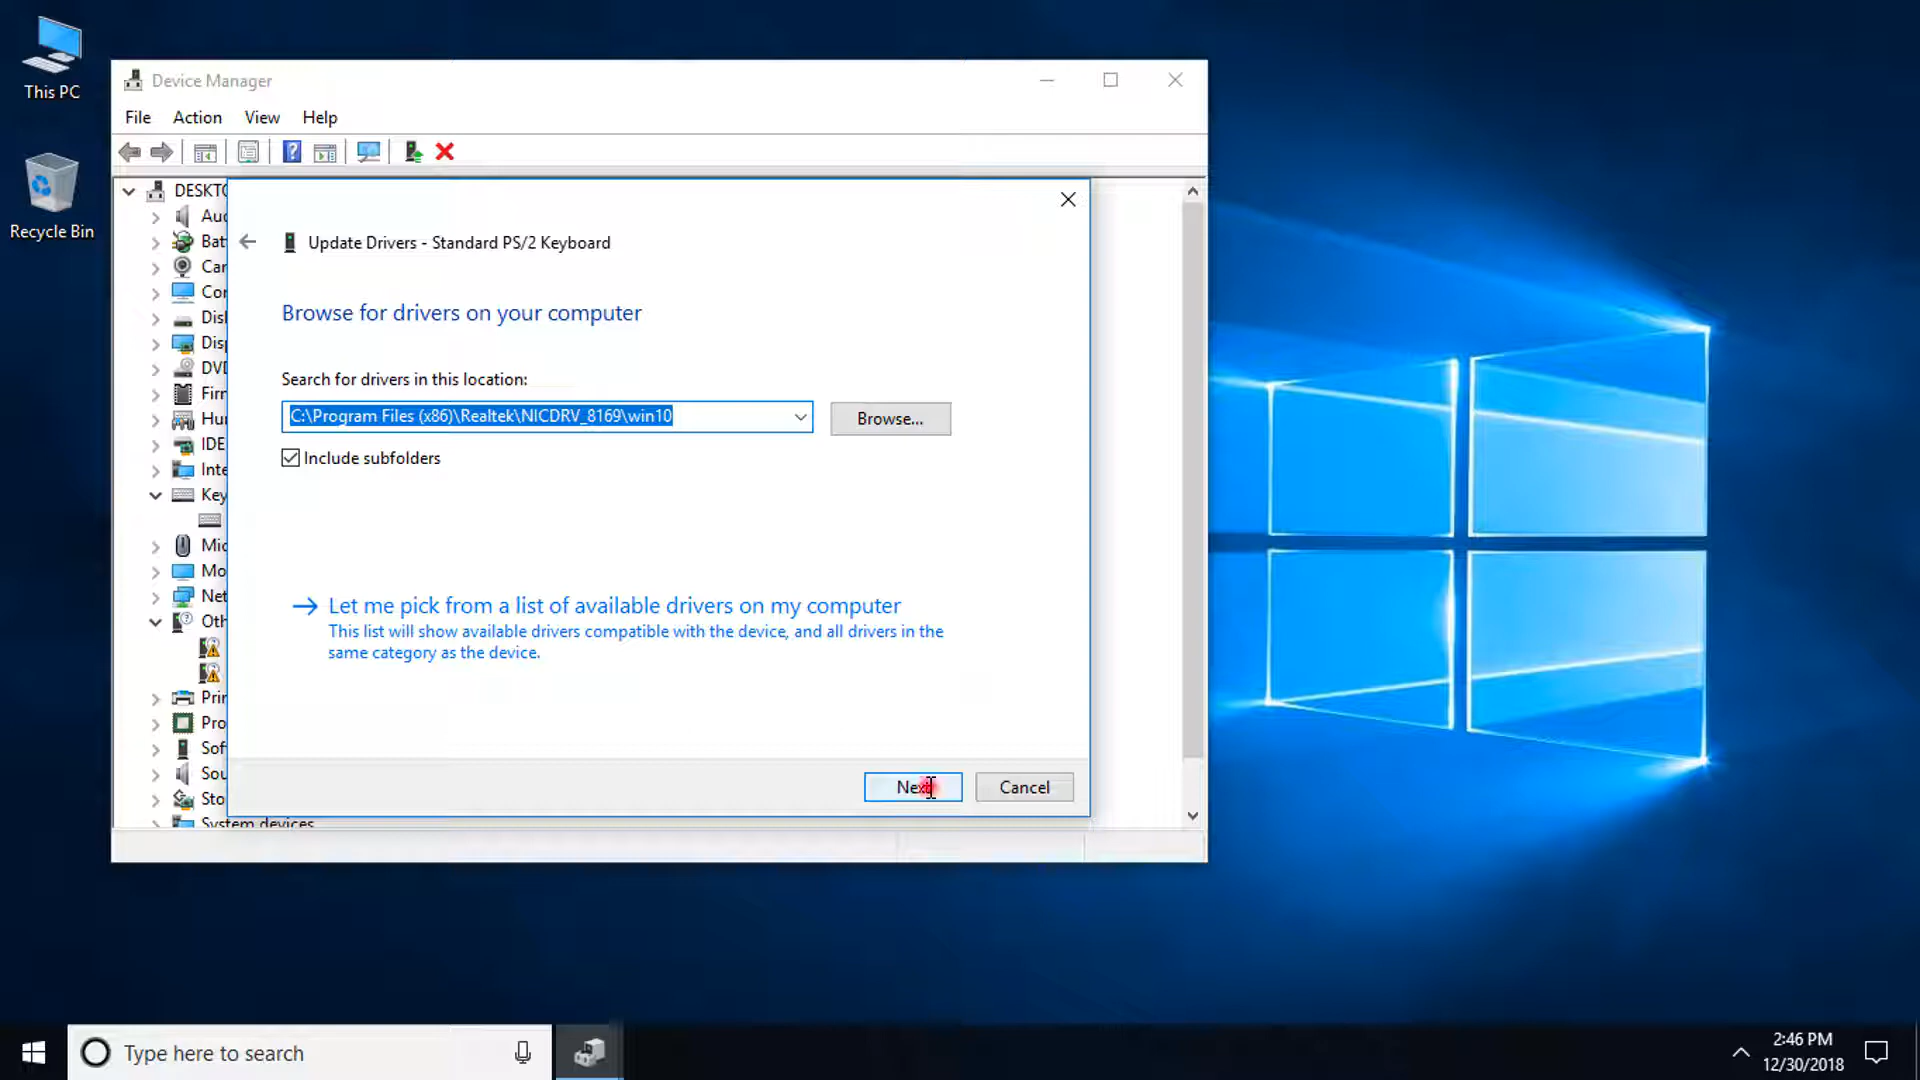 This PC
Recycle Bin
Device Manager
File Action View Help
DESKTO
Aud
Bat
Car
Con
Disk
Disp
DVD
Firn
Hur
IDE
Inte
Key
Mic
Mo
Net
Oth
Prin
Pro
Sof
Sou
Sto
System devices
Update Drivers - Standard PS/2 Keyboard
Browse for drivers on your computer
Search for drivers in this location:
C:\Program Files (x86)\Realtek\NICDRV_8169\win10
Browse...
Include subfolders
Let me pick from a list of available drivers on my computer
This list will show available drivers compatible with the device, and all drivers in the
same category as the device.
Next
Cancel
Type here to search
2:46 PM
12/30/2018